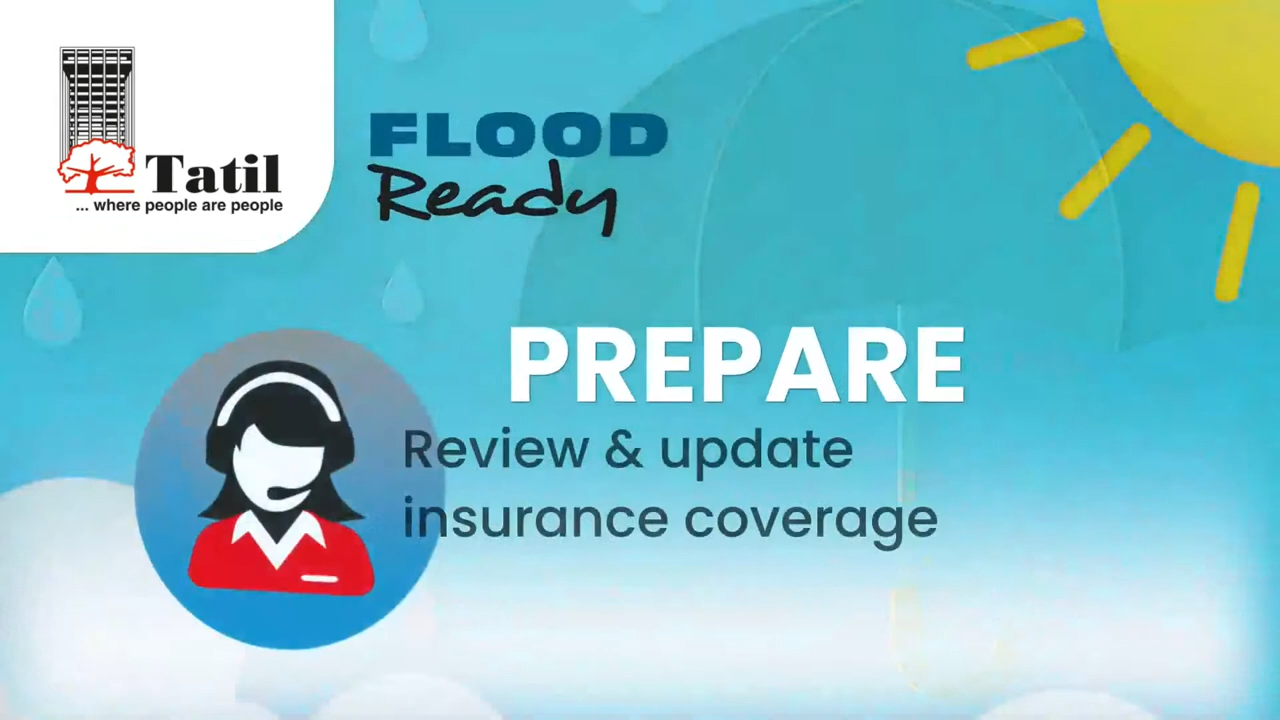 Tatil
... where people are people
FLOOD
Ready
PREPARE
Review & update
insurance coverage